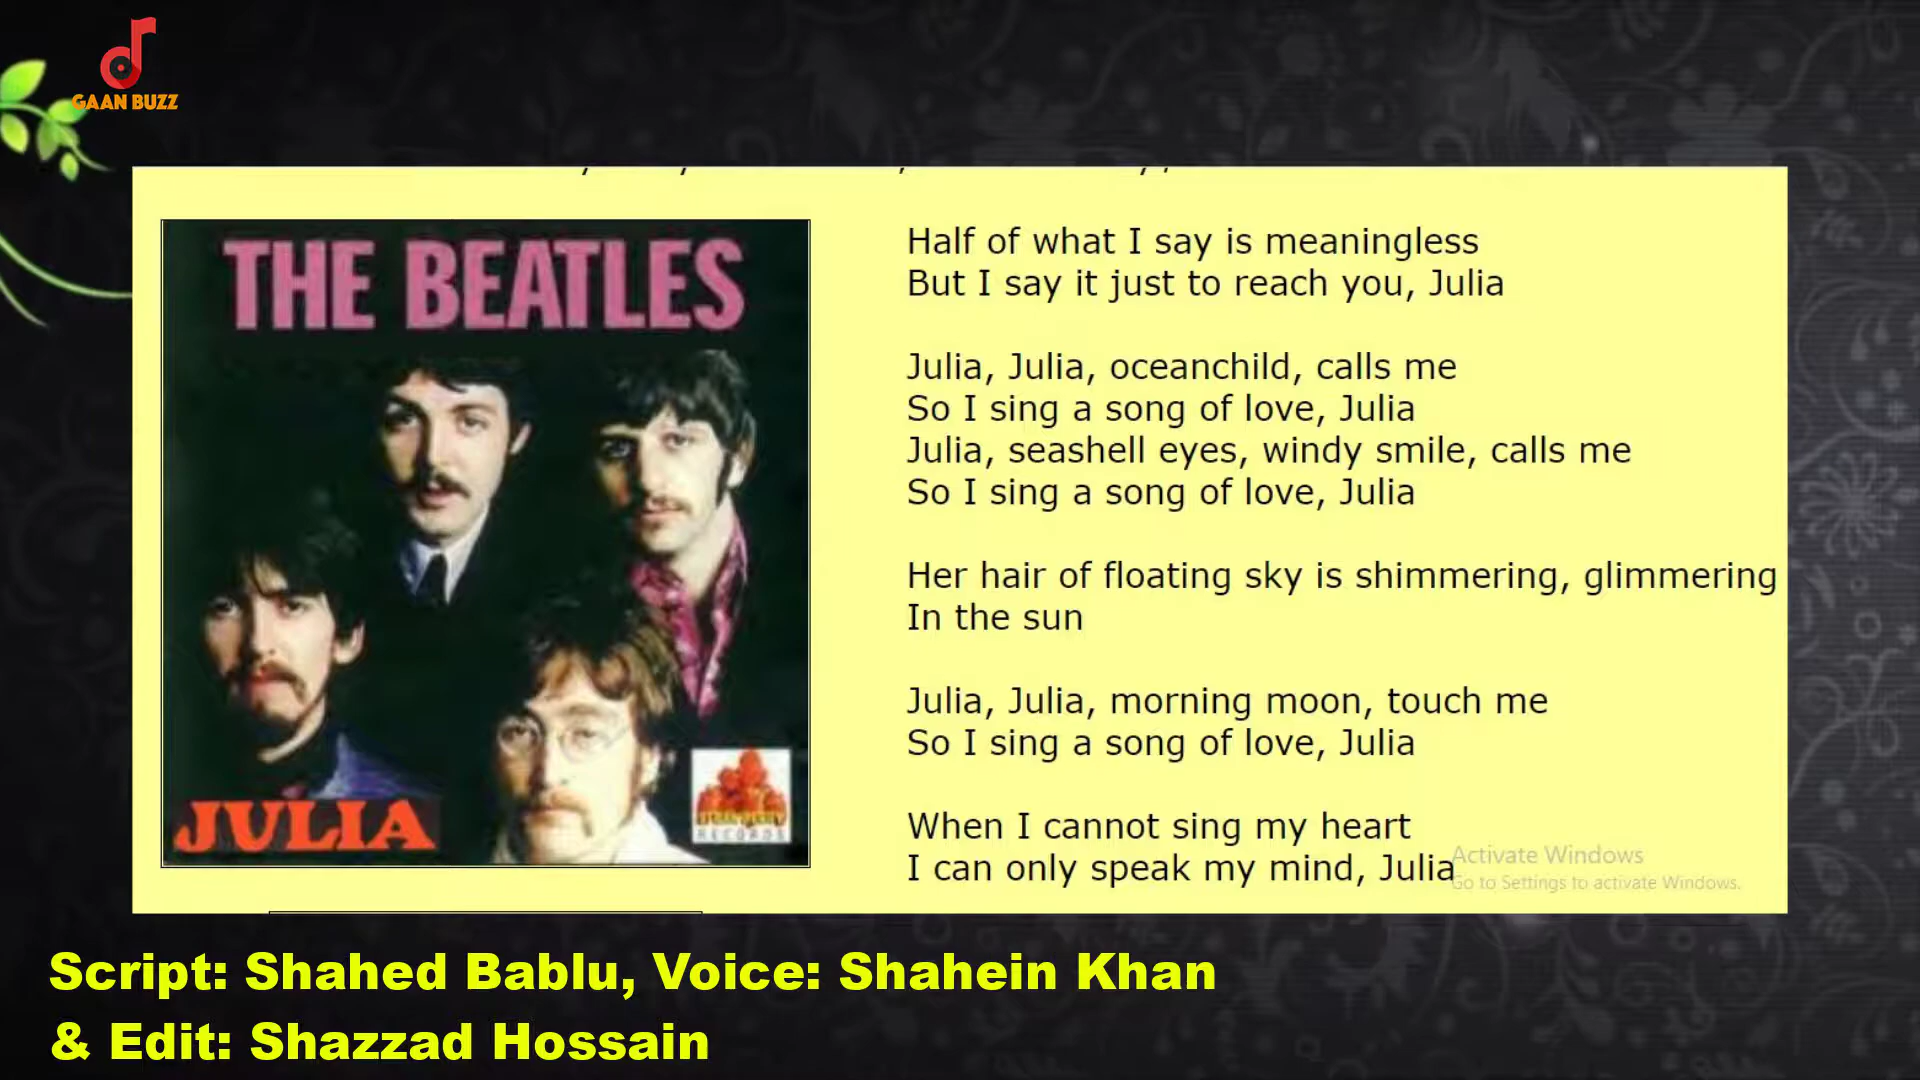 GAAN BUZZ
THE BEATLES
JULIA
RECORDS
Half of what I say is meaningless
But I say it just to reach you, Julia
Julia, Julia, oceanchild, calls me
So I sing a song of love, Julia
Julia, seashell eyes, windy smile, calls me
So I sing a song of love, Julia
Her hair of floating sky is shimmering, glimmering
In the sun
Julia, Julia, morning moon, touch me
So I sing a song of love, Julia
When I cannot sing my heart
I can only speak my mind, Julia
Activate Windows
Go to Settings to activate Windows.
Script: Shahed Bablu, Voice: Shahein Khan
& Edit: Shazzad Hossain